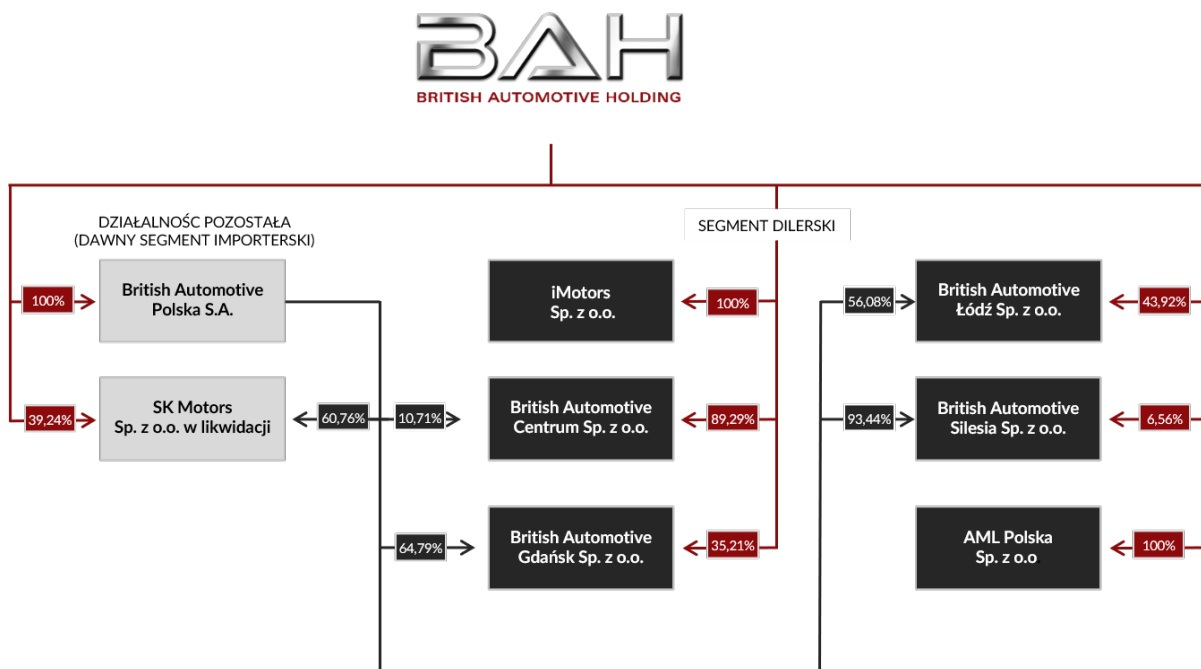 BAH
BRITISH AUTOMOTIVE HOLDING
DZIAŁALNOŚC POZOSTAŁA
(DAWNY SEGMENT IMPORTERSKI)
SEGMENT DILERSKI
100%
British Automotive
Polska S.A.
iMotors
Sp. z o.o.
100%
56,08%
British Automotive
Łódź Sp. z o.o.
43,92%
39,24%
SK Motors
Sp. z o.o. w likwidacji
60,76%
10,71%
British Automotive
Centrum Sp. z o.o.
89,29%
93,44%
British Automotive
Silesia Sp. z o.o.
6,56%
64,79%
British Automotive
Gdańsk Sp. z o.o.
35,21%
AML Polska
Sp. z o.o.
100%